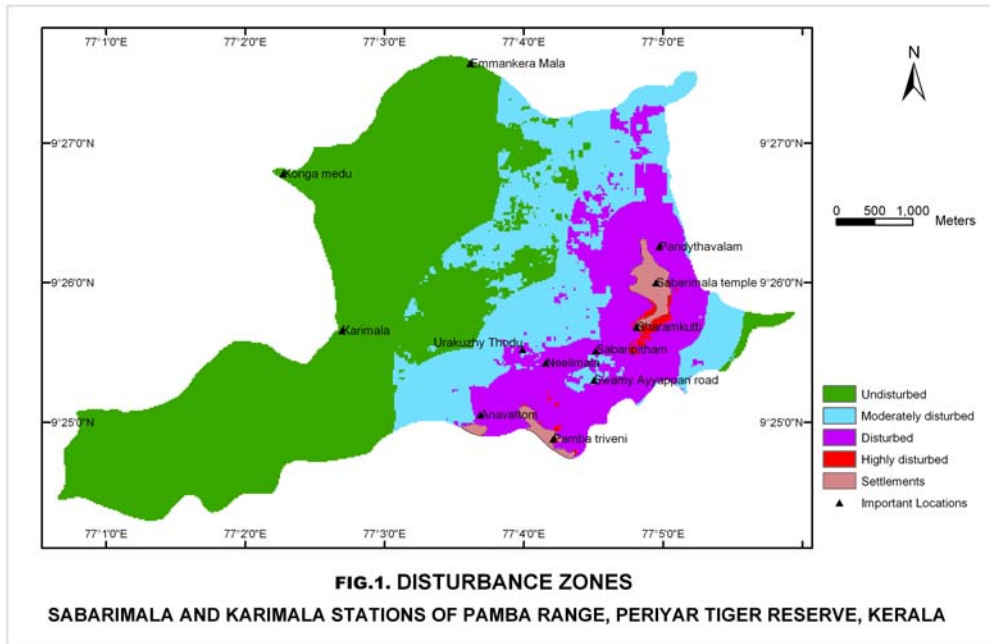 77°1'0"E 77°2'0"E 77°3'0"E 77°4'0"E 77°5'0"E
N
Emmankera Mala
9°27'0"N 9°27'0"N
Konga medu
0 500 1,000
Meters
Pandythavalam
9°26'0"N Sabarimala temple 9°26'0"N
Karimala
Sharamkutti
Urakuzhy Thodu
Sabaripitham
Neelimala
Swamy Ayyappan road
Undisturbed
Moderately disturbed
9°25'0"N Anavattom 9°25'0"N
Pamba triveni
Disturbed
Highly disturbed
Settlements
Important Locations
77°1'0"E 77°2'0"E 77°3'0"E 77°4'0"E 77°5'0"E
FIG.1. DISTURBANCE ZONES
SABARIMALA AND KARIMALA STATIONS OF PAMBA RANGE, PERIYAR TIGER RESERVE, KERALA